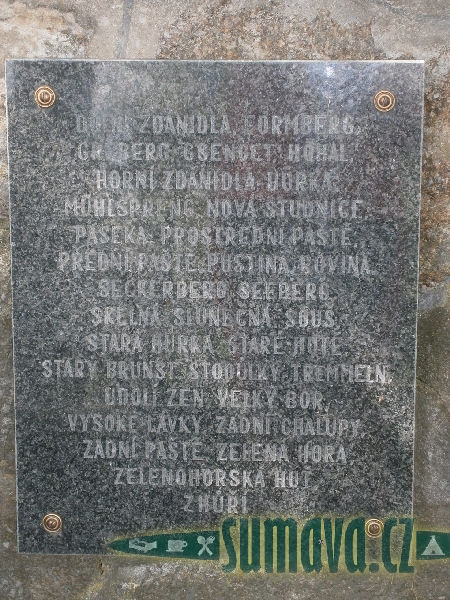 DOLNÍ ZDANIDLA, FORMBERG,
GRUBERG, GSENGET, HOHAL,
HORNÍ ZDANIDLA, HŮRKA,
MÜHLSPRENG, NOVÁ STUDNICE,
PASEKA, PROSTŘEDNÍ PASTĚ,
PŘEDNÍ PASTĚ, PUSTINA, ROVINA,
SECKERBERG, SEEBERG,
SKELNÁ, SLUNEČNÁ, SOUŠ,
STARÁ HŮRKA, STARÉ HUTĚ,
STARÝ BRUNST, STODŮLKY, TREMMELN,
ÚDOLÍ ŽEN, VELKÝ BOR,
VYSOKÉ LÁVKY, ZADNÍ CHALUPY,
ZADNÍ PASTĚ, ZELENÁ HORA
ZELENOHORSKÁ HUŤ,
ZHŮŘÍ
sumava.cz